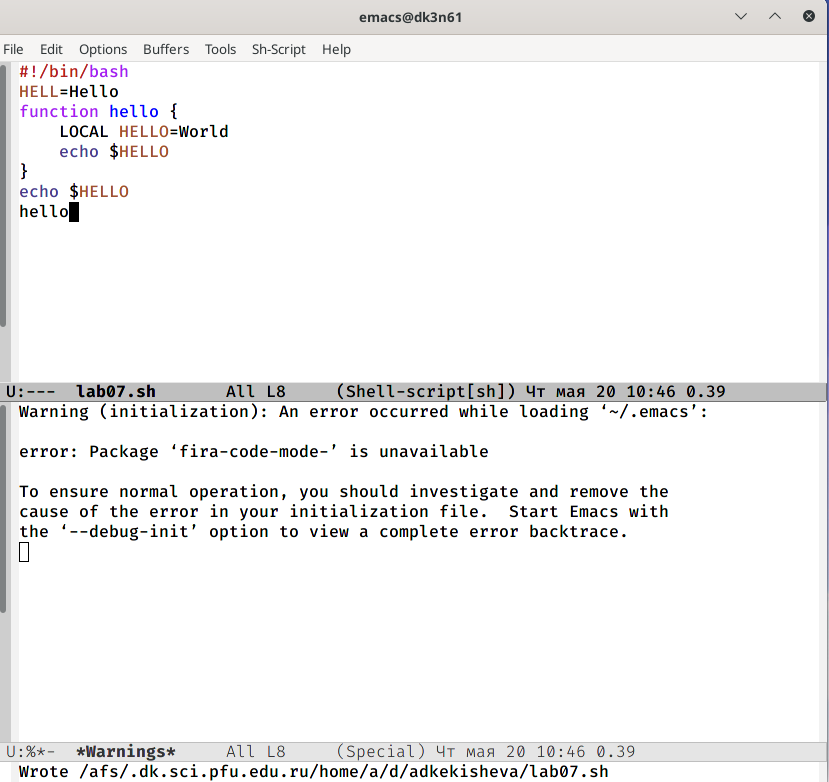 emacs@dk3n61
File Edit Options Buffers Tools Sh-Script Help
#!/bin/bash
HELL=Hello
function hello {
    LOCAL HELLO=World
    echo $HELLO
}
echo $HELLO
hello
U:---  lab07.sh       All L8     (Shell-script[sh]) Чт мая 20 10:46 0.39
Warning (initialization): An error occurred while loading ‘~/.emacs’:
error: Package ‘fira-code-mode-’ is unavailable
To ensure normal operation, you should investigate and remove the
cause of the error in your initialization file.  Start Emacs with
the ‘--debug-init’ option to view a complete error backtrace.
U:%*-  *Warnings*     All L8     (Special) Чт мая 20 10:46 0.39
Wrote /afs/.dk.sci.pfu.edu.ru/home/a/d/adkekisheva/lab07.sh